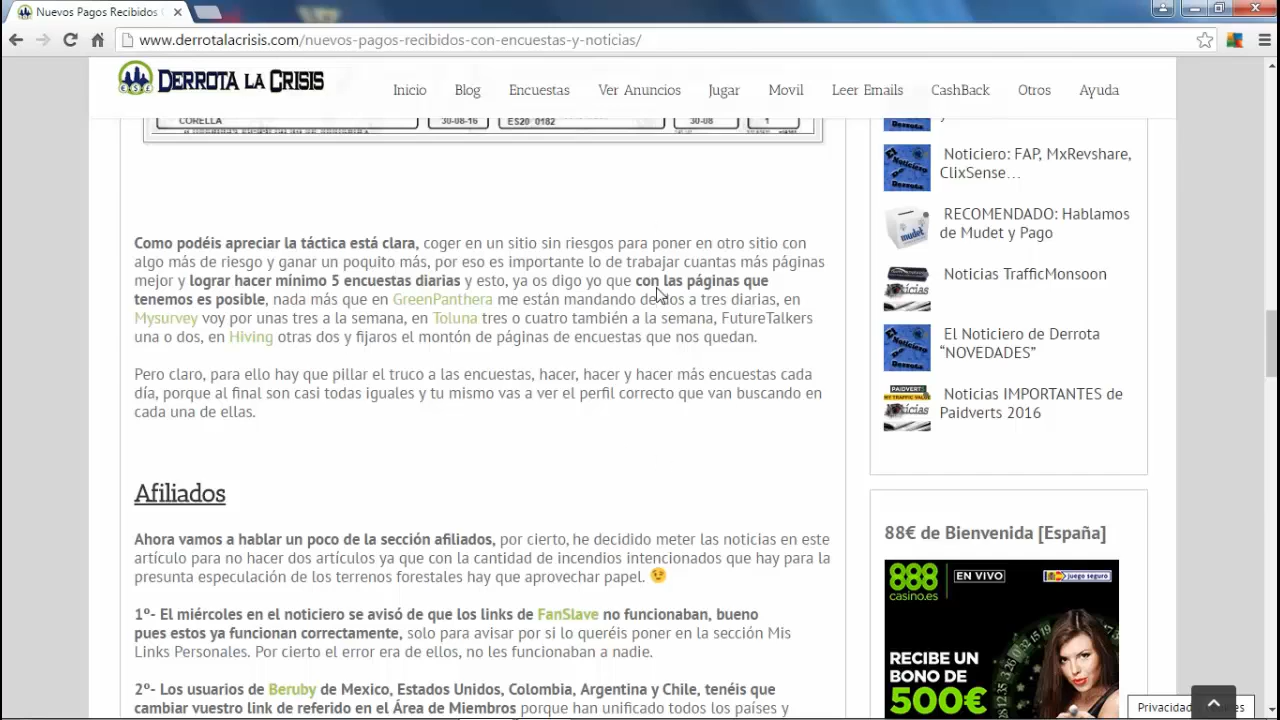 Nuevos Pagos Recibidos
www.derrotalacrisis.com/nuevos-pagos-recibidos-con-encuestas-y-noticias/
DERROTA LA CRISIS
Inicio Blog Encuestas Ver Anuncios Jugar Movil Leer Emails CashBack Otros Ayuda
CORELLA 30-08-16 ES20 0182 30-08 1
Como podéis apreciar la táctica está clara, coger en un sitio sin riesgos para poner en otro sitio con
algo más de riesgo y ganar un poquito más, por eso es importante lo de trabajar cuantas más páginas
mejor y lograr hacer mínimo 5 encuestas diarias y esto, ya os digo yo que con las páginas que
tenemos es posible, nada más que en GreenPanthera me están mandando de dos a tres diarias, en
Mysurvey voy por unas tres a la semana, en Toluna tres o cuatro también a la semana, FutureTalkers
una o dos, en Hiving otras dos y fijaros el montón de páginas de encuestas que nos quedan.
Pero claro, para ello hay que pillar el truco a las encuestas, hacer, hacer y hacer más encuestas cada
día, porque al final son casi todas iguales y tu mismo vas a ver el perfil correcto que van buscando en
cada una de ellas.
Afiliados
Ahora vamos a hablar un poco de la sección afiliados, por cierto, he decidido meter las noticias en este
artículo para no hacer dos artículos ya que con la cantidad de incendios intencionados que hay para la
presunta especulación de los terrenos forestales hay que aprovechar papel.
1º- El miércoles en el noticiero se avisó de que los links de FanSlave no funcionaban, bueno
pues estos ya funcionan correctamente, solo para avisar por si lo queréis poner en la sección Mis
Links Personales. Por cierto el error era de ellos, no les funcionaban a nadie.
2º- Los usuarios de Beruby de Mexico, Estados Unidos, Colombia, Argentina y Chile, tenéis que
cambiar vuestro link de referido en el Área de Miembros porque han unificado todos los países y
Noticiero: FAP, MxRevshare,
ClixSense…
RECOMENDADO: Hablamos
de Mudet y Pago
mudet
Noticias TrafficMonsoon
Noticias
El Noticiero de Derrota
“NOVEDADES”
Noticias IMPORTANTES de
Paidverts 2016
PAIDVERT
88€ de Bienvenida [España]
888
casino.es
EN VIVO
juego seguro
RECIBE UN
BONO DE
500€
Privacidad